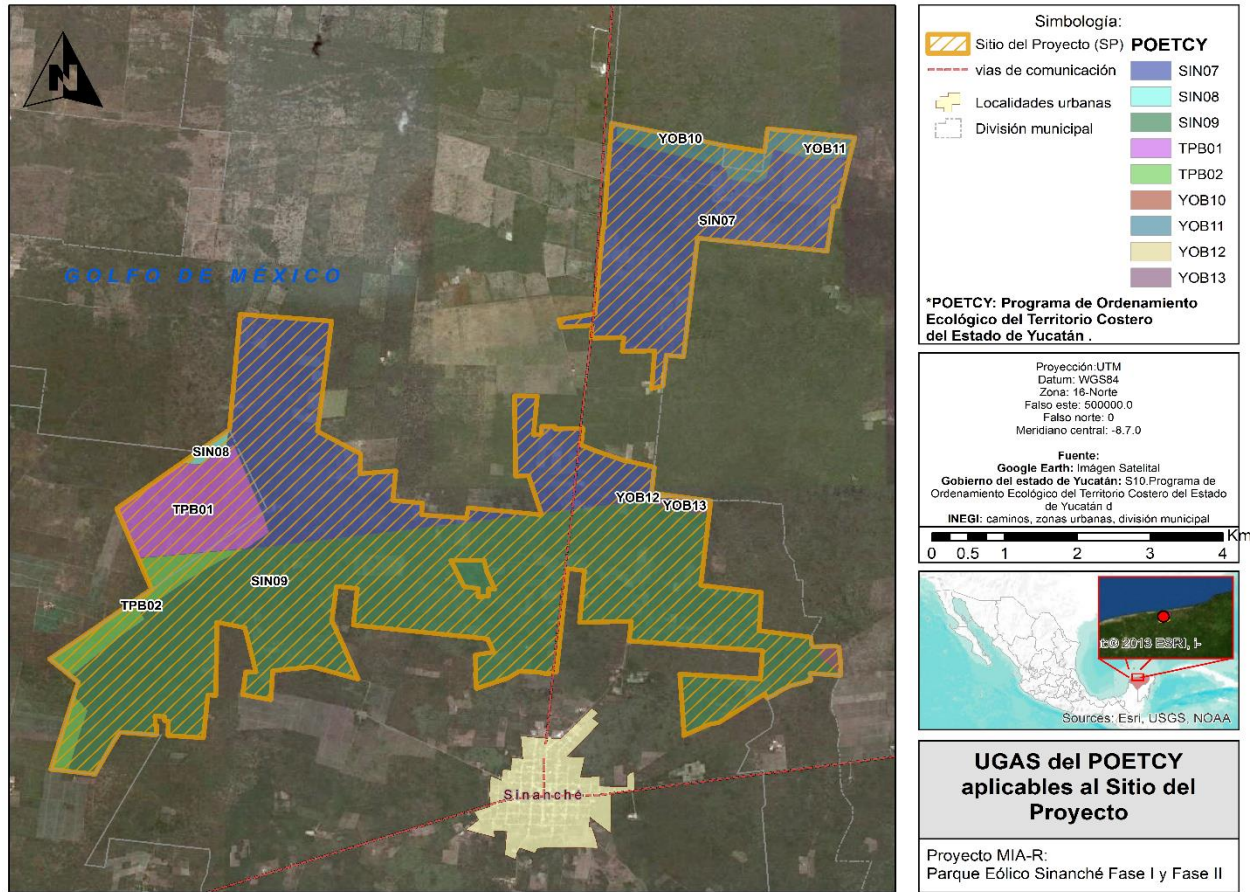 N
GOLFO DE MÉXICO
YOB10
YOB11
SIN07
SIN08
TPB01
YOB12
YOB13
SIN09
TPB02
Sinanché
Simbología:
Sitio del Proyecto (SP)
vias de comunicación
Localidades urbanas
División municipal
POETCY
SIN07
SIN08
SIN09
TPB01
TPB02
YOB10
YOB11
YOB12
YOB13
*POETCY: Programa de Ordenamiento
Ecológico del Territorio Costero
del Estado de Yucatán .
Proyección:UTM
Datum: WGS84
Zona: 16-Norte
Falso este: 500000.0
Falso norte: 0
Meridiano central: -8.7.0
Fuente:
Google Earth: Imágen Satelital
Gobierno del estado de Yucatán: S10.Programa de
Ordenamiento Ecológico del Territorio Costero del Estado
de Yucatán d
INEGI: caminos, zonas urbanas, división municipal
Km
0 0.5 1 2 3 4
t:© 2013 ESRI, i-
Sources: Esri, USGS, NOAA
UGAS del POETCY
aplicables al Sitio del
Proyecto
Proyecto MIA-R:
Parque Eólico Sinanché Fase I y Fase II